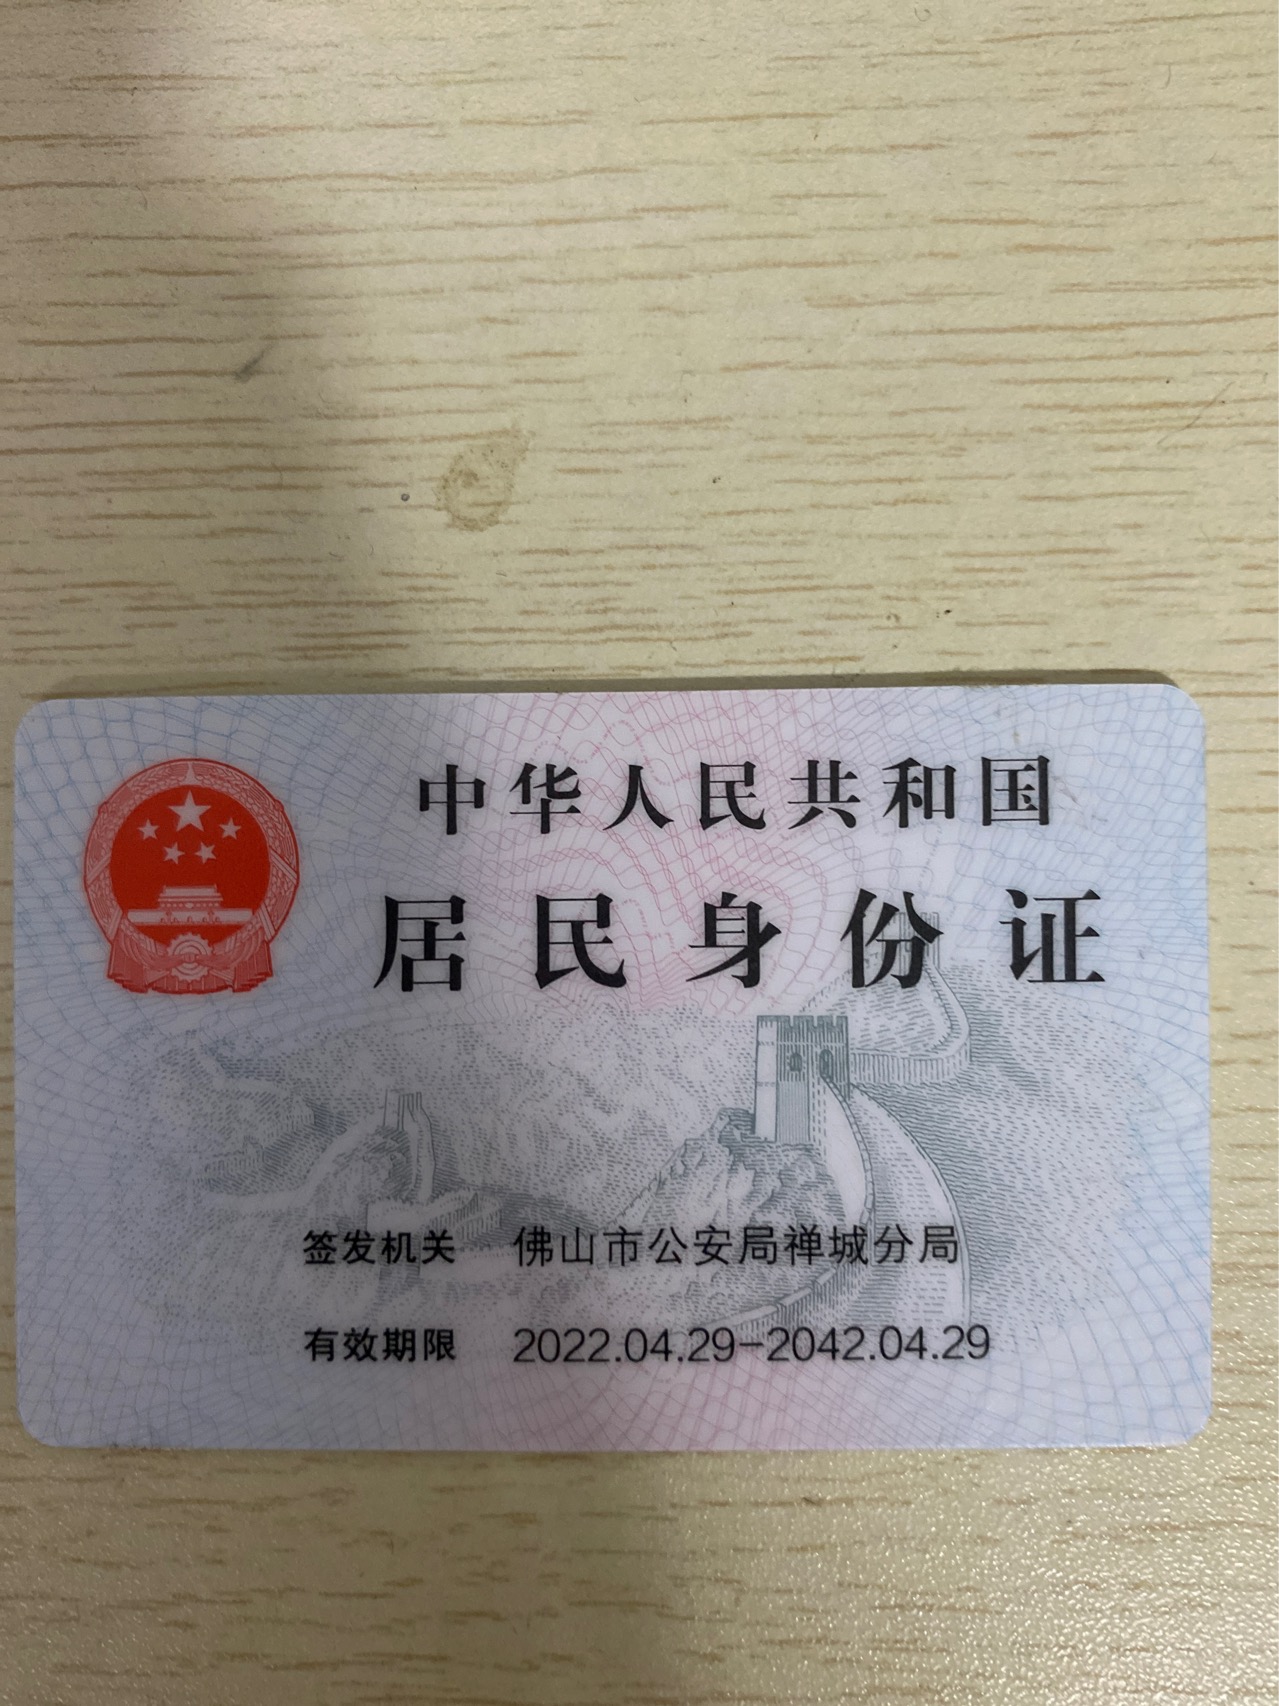 中华人民共和国
居民身份证
签发机关 佛山市公安局禅城分局
有效期限 2022.04.29-2042.04.29